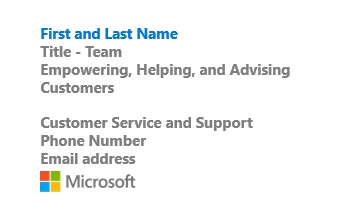 First and Last Name
Title - Team
Empowering, Helping, and Advising
Customers
Customer Service and Support
Phone Number
Email address
Microsoft